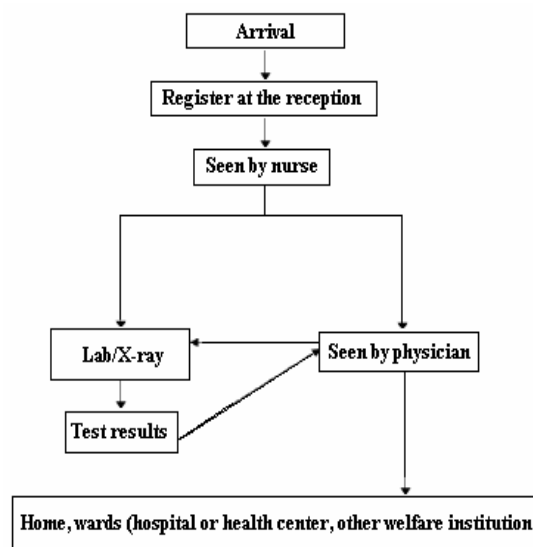 Arrival
Register at the reception
Seen by nurse
Lab/X-ray
Seen by physician
Test results
Home, wards (hospital or health center, other welfare institution